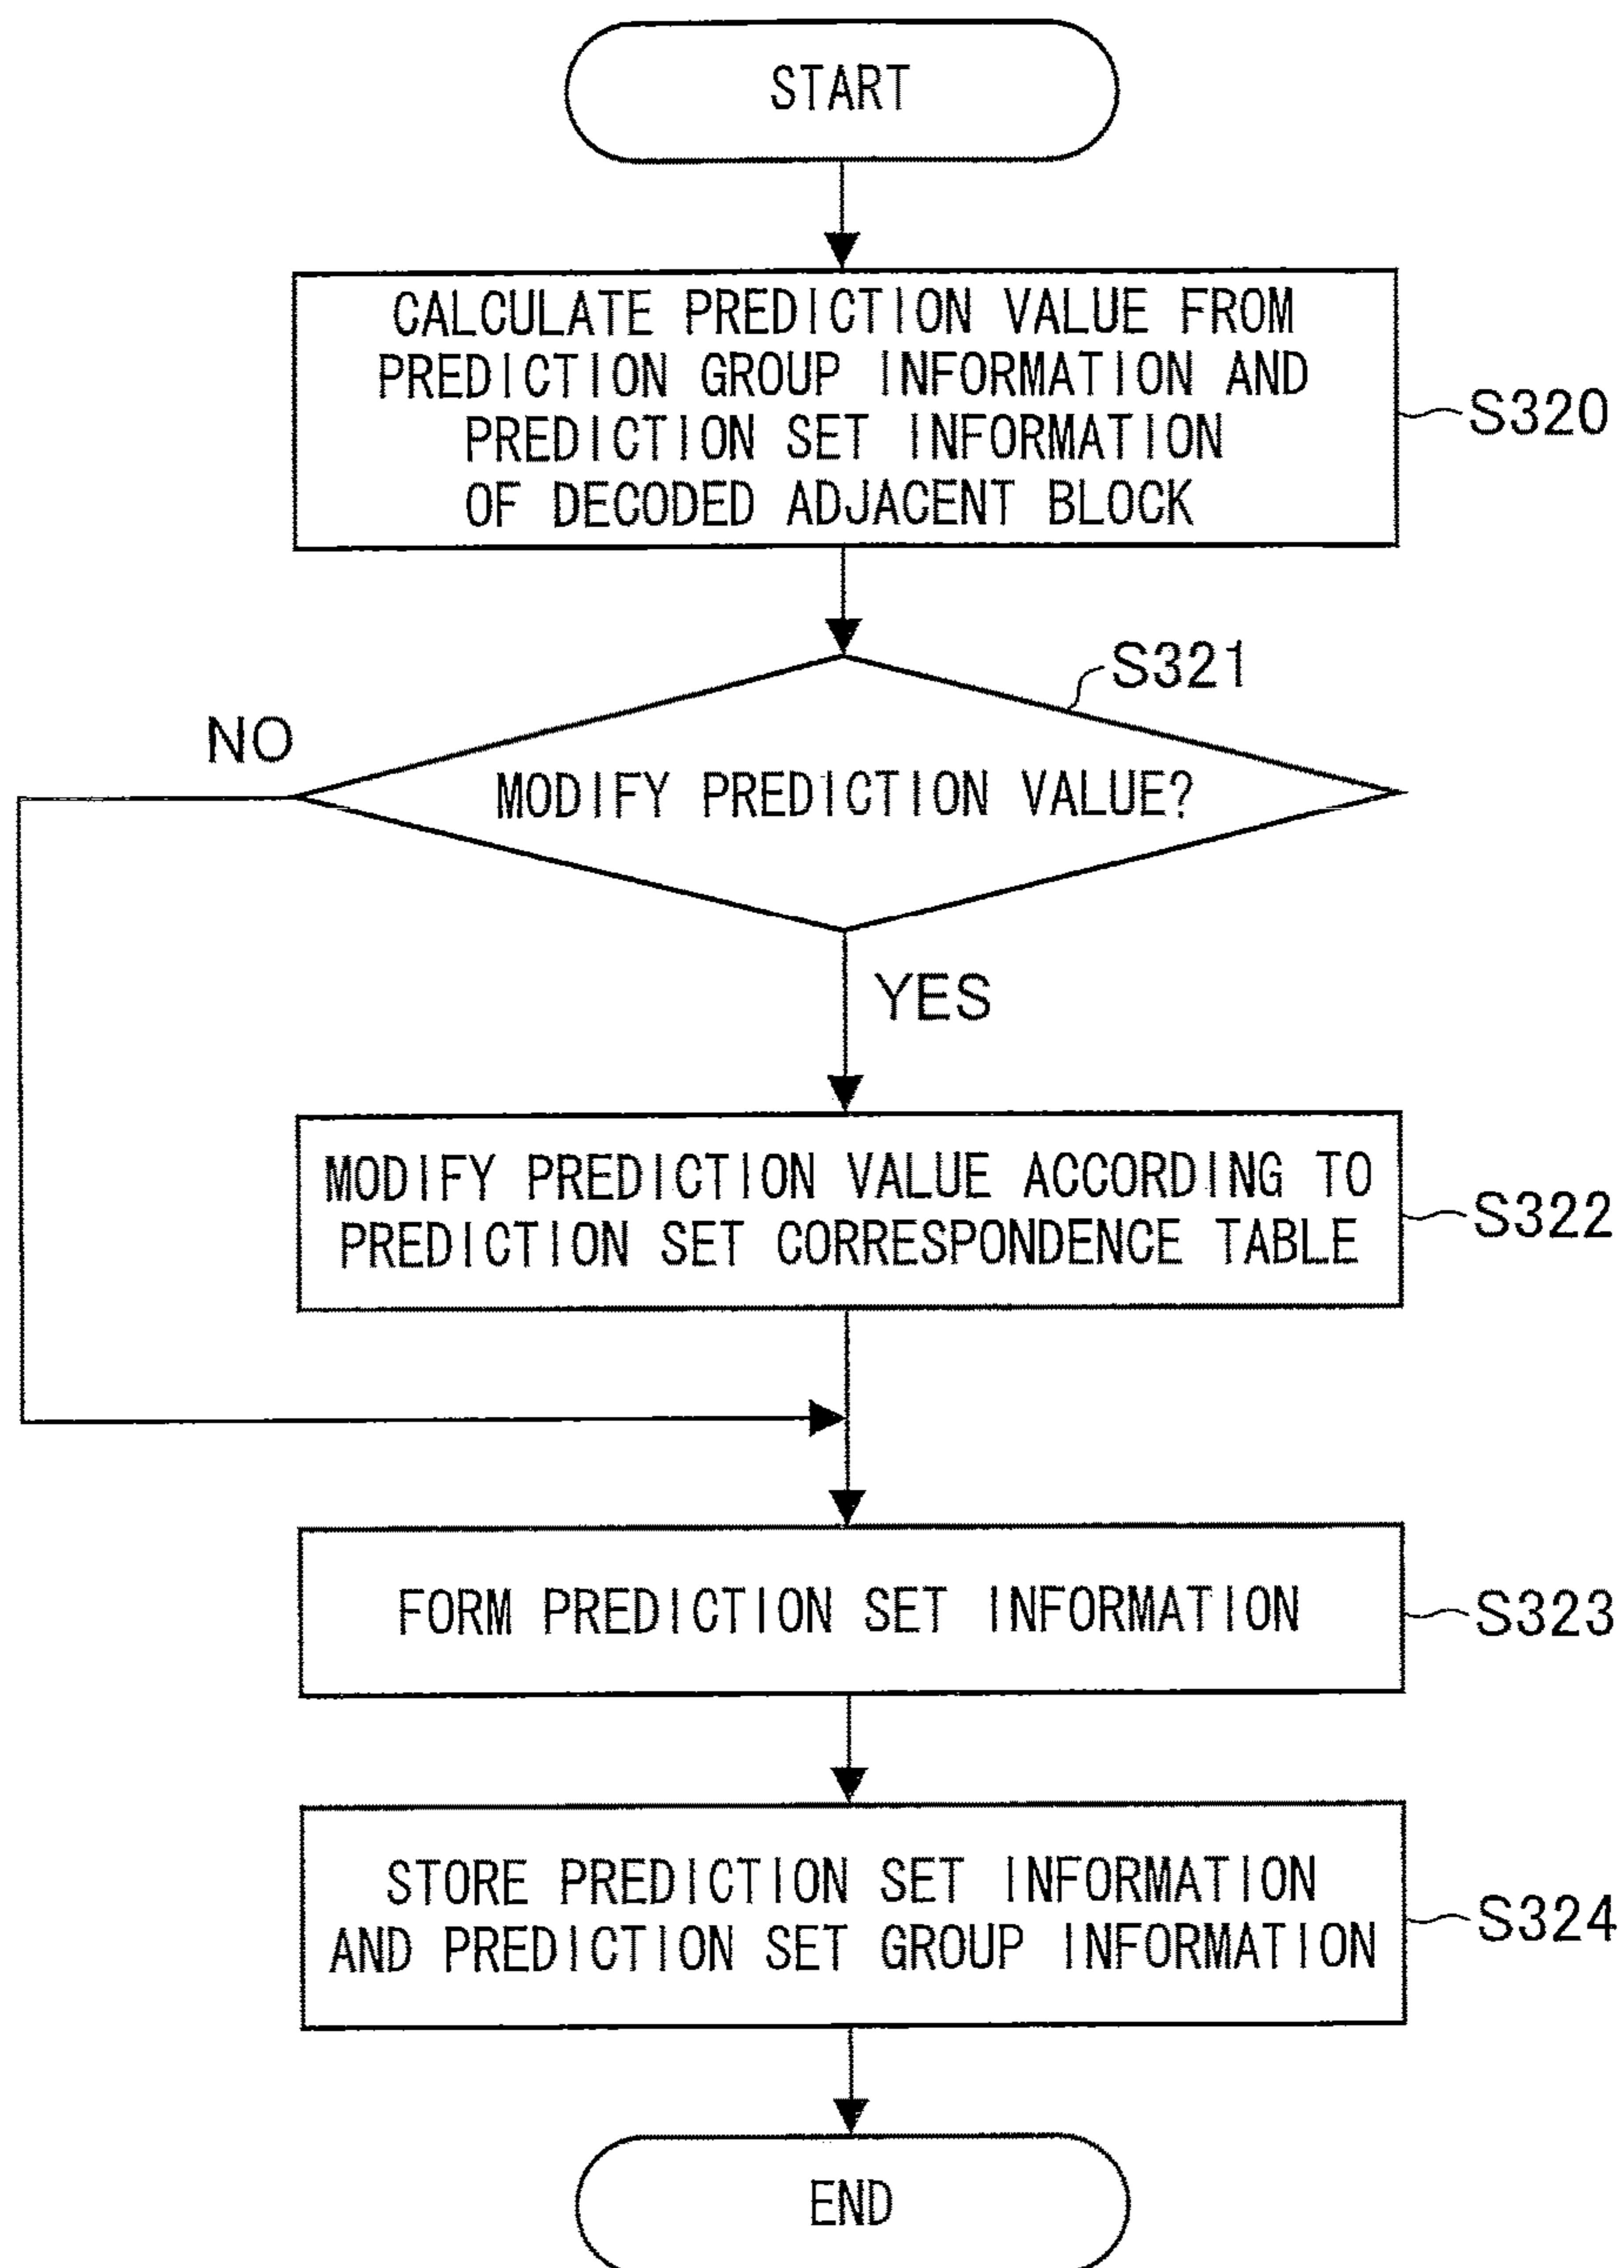 START
CALCULATE PREDICTION VALUE FROM
PREDICTION GROUP INFORMATION AND
PREDICTION SET INFORMATION
OF DECODED ADJACENT BLOCK
S320
S321
NO
MODIFY PREDICTION VALUE?
YES
MODIFY PREDICTION VALUE ACCORDING TO
PREDICTION SET CORRESPONDENCE TABLE
S322
FORM PREDICTION SET INFORMATION
S323
STORE PREDICTION SET INFORMATION
AND PREDICTION SET GROUP INFORMATION
S324
END